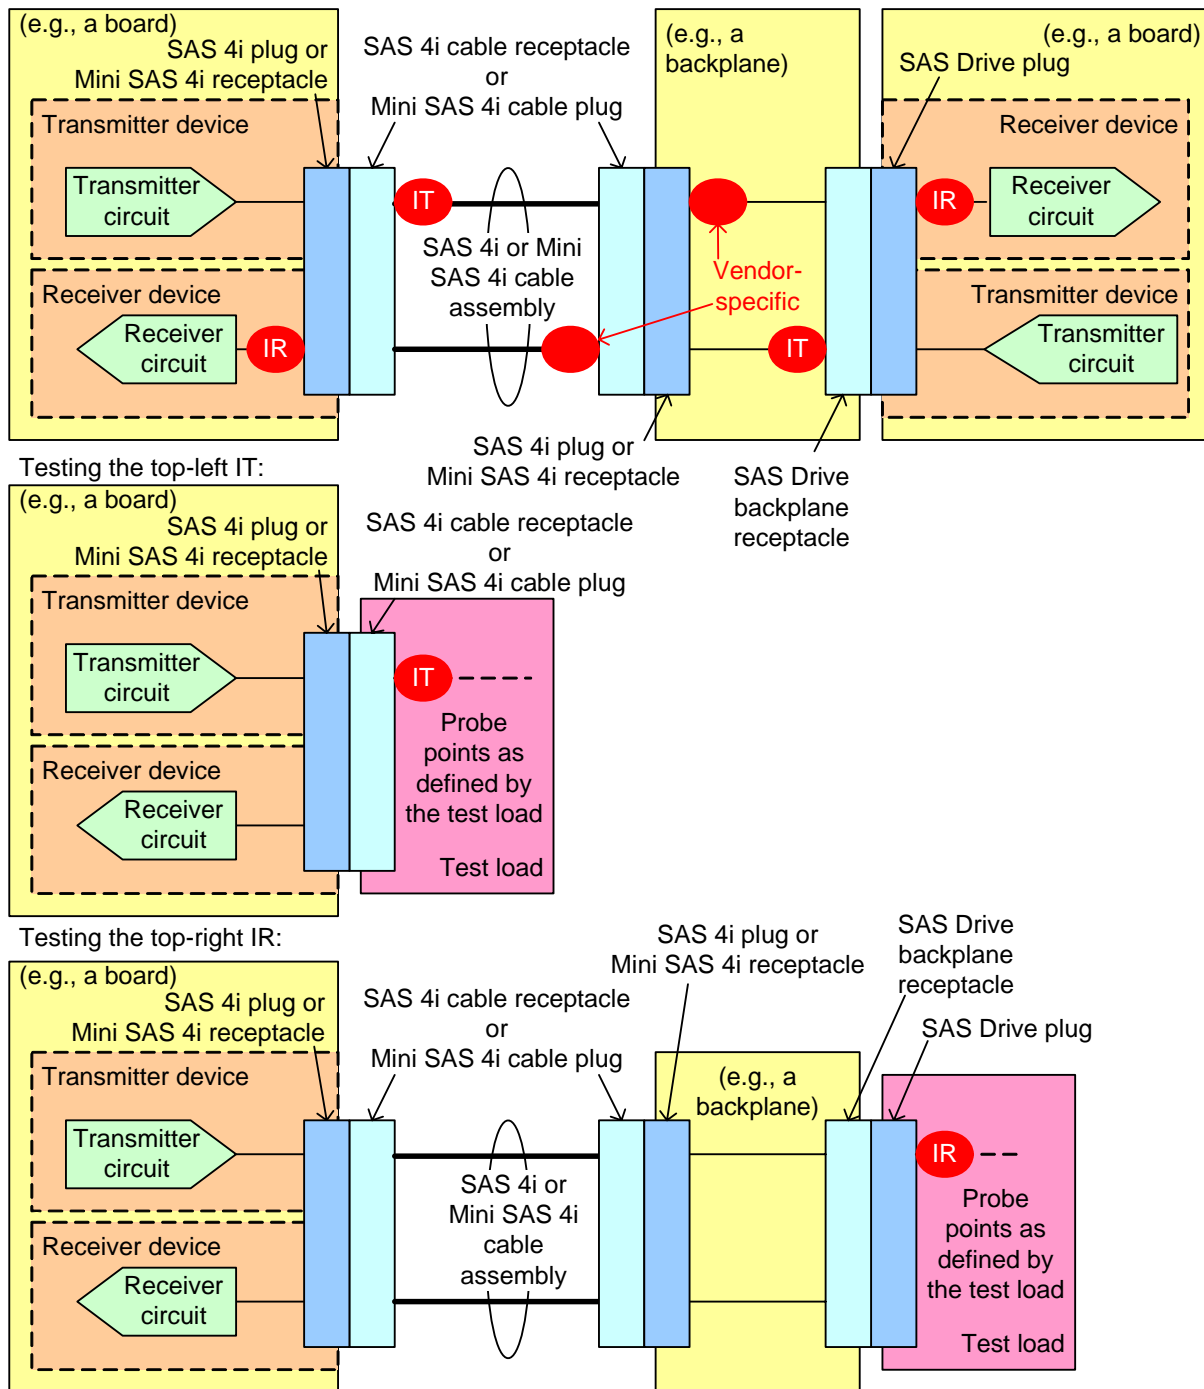 (e.g., a board)
SAS 4i plug or
Mini SAS 4i receptacle
SAS 4i cable receptacle
or
Mini SAS 4i cable plug
(e.g., a
backplane)
(e.g., a board)
SAS Drive plug
Transmitter device
Transmitter
circuit
IT
IR
Receiver device
Receiver
circuit
SAS 4i or Mini
SAS 4i cable
assembly
Vendor-
specific
Receiver device
Receiver
circuit
IR
IT
Transmitter device
Transmitter
circuit
SAS 4i plug or
Mini SAS 4i receptacle
SAS Drive
backplane
receptacle
Testing the top-left IT:
(e.g., a board)
SAS 4i plug or
Mini SAS 4i receptacle
SAS 4i cable receptacle
or
Mini SAS 4i cable plug
Transmitter device
Transmitter
circuit
IT
Receiver device
Receiver
circuit
Probe
points as
defined by
the test load
Test load
Testing the top-right IR:
(e.g., a board)
SAS 4i plug or
Mini SAS 4i receptacle
SAS 4i cable receptacle
or
Mini SAS 4i cable plug
SAS 4i plug or
Mini SAS 4i receptacle
SAS Drive
backplane
receptacle
SAS Drive plug
Transmitter device
Transmitter
circuit
(e.g., a
backplane)
IR
Receiver device
Receiver
circuit
SAS 4i or
Mini SAS 4i
cable
assembly
Probe
points as
defined by
the test load
Test load